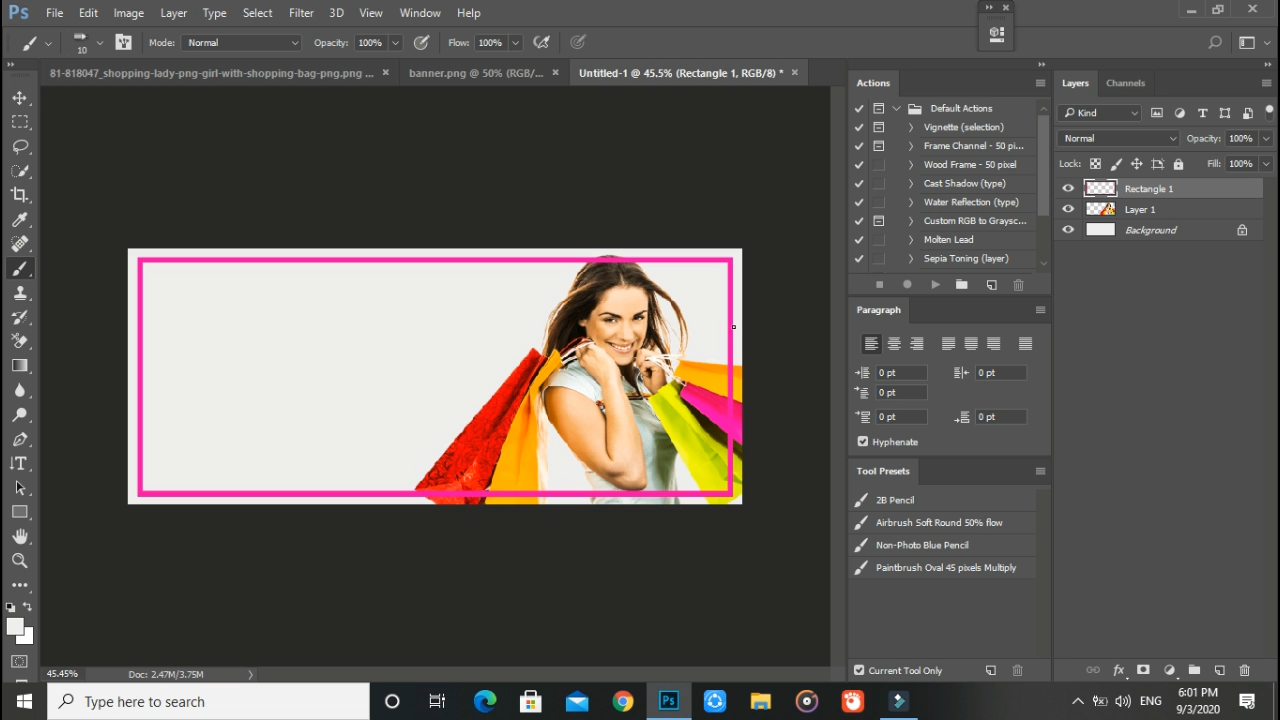 Ps File Edit Image Layer Type Select Filter 3D View Window Help
10 Mode: Normal Opacity: 100% Flow: 100%
81-818047_shopping-lady-png-girl-with-shopping-bag-png.png ... × banner.png @ 50% (RGB/... × Untitled-1 @ 45.5% (Rectangle 1, RGB/8) * ×
Actions
Default Actions
Vignette (selection)
Frame Channel - 50 pi...
Wood Frame - 50 pixel
Cast Shadow (type)
Water Reflection (type)
Custom RGB to Graysc...
Molten Lead
Sepia Toning (layer)
Paragraph
0 pt 0 pt
0 pt
0 pt 0 pt
Hyphenate
Tool Presets
2B Pencil
Airbrush Soft Round 50% flow
Non-Photo Blue Pencil
Paintbrush Oval 45 pixels Multiply
Current Tool Only
Layers Channels
Kind
Normal Opacity: 100%
Lock: Fill: 100%
Rectangle 1
Layer 1
Background
fx
45.45% Doc: 2.47M/3.75M
Type here to search
Ps
ENG
6:01 PM
9/3/2020